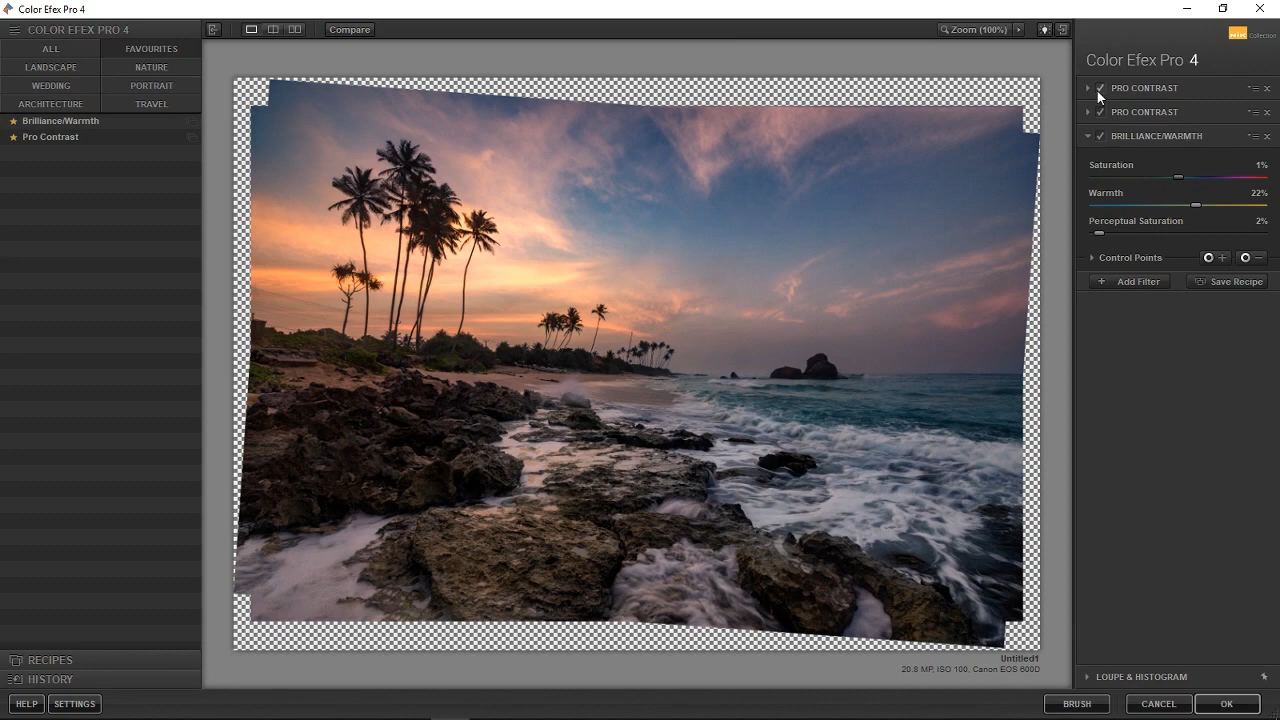 Color Efex Pro 4
COLOR EFEX PRO 4
ALL
FAVOURITES
LANDSCAPE
NATURE
WEDDING
PORTRAIT
ARCHITECTURE
TRAVEL
Brilliance/Warmth
Pro Contrast
RECIPES
HISTORY
HELP
SETTINGS
Compare
Zoom (100%)
Untitled1
20.8 MP, ISO 100, Canon EOS 600D
Collection
Color Efex Pro 4
PRO CONTRAST
PRO CONTRAST
BRILLIANCE/WARMTH
Saturation 1%
Warmth 22%
Perceptual Saturation 2%
Control Points
Add Filter
Save Recipe
LOUPE & HISTOGRAM
BRUSH
CANCEL
OK